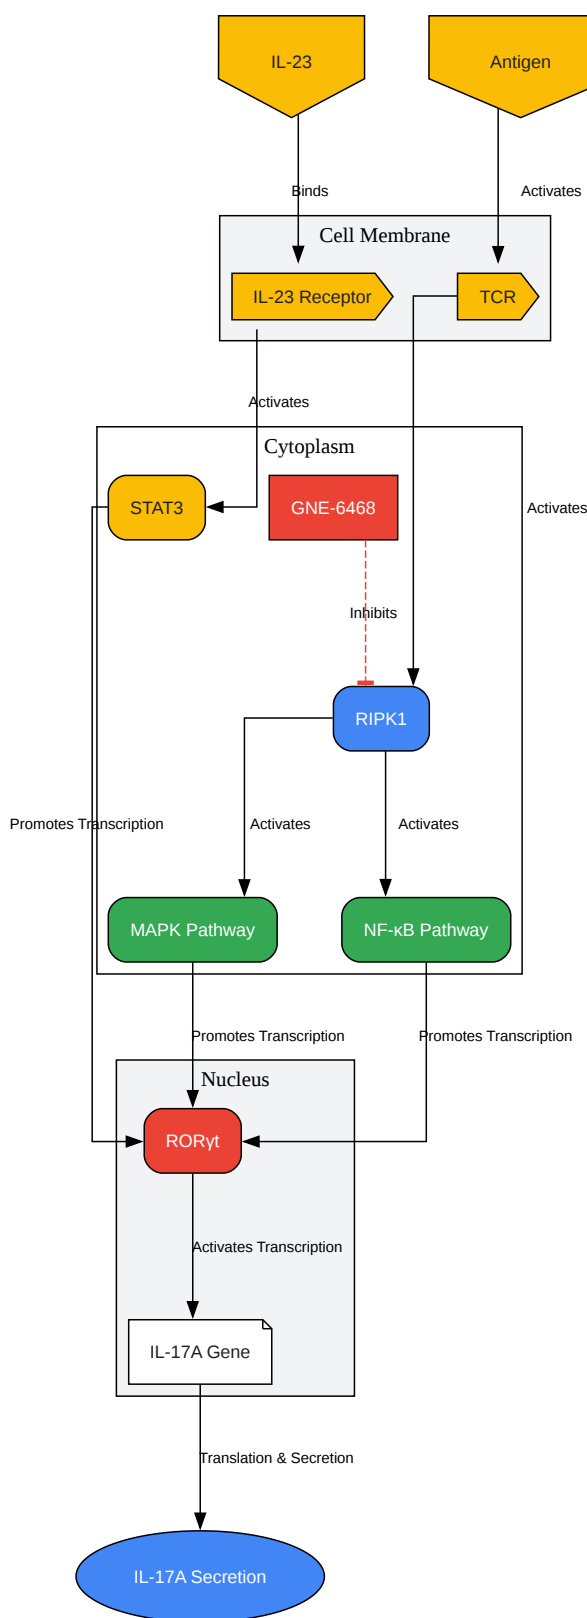 IL-23
Antigen
Binds
Activates
Cell Membrane
IL-23 Receptor
TCR
Activates
Cytoplasm
STAT3
GNE-6468
Activates
Inhibits
RIPK1
Promotes Transcription
Activates
Activates
MAPK Pathway
NF-κB Pathway
Promotes Transcription
Promotes Transcription
Nucleus
RORγt
Activates Transcription
IL-17A Gene
Translation & Secretion
IL-17A Secretion